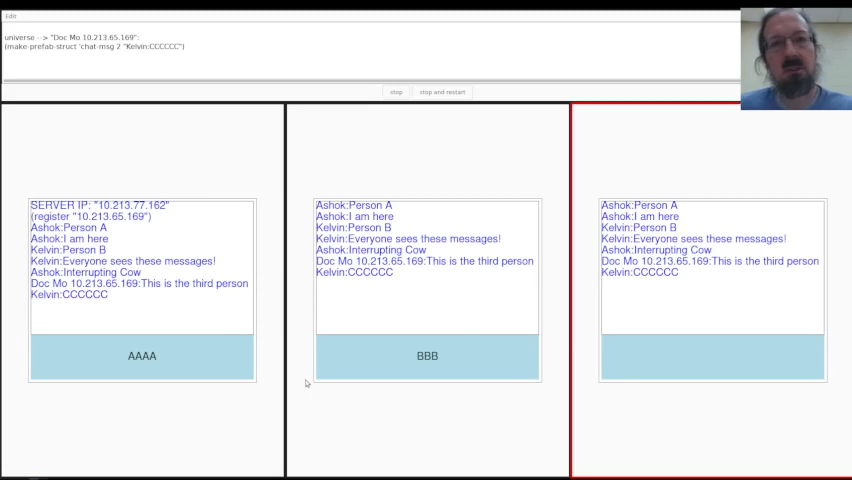 Edit
universe --> "Doc Mo 10.213.65.169":
(make-prefab-struct 'chat-msg 2 "Kelvin:CCCCCC")
stop
stop and restart
SERVER IP: "10.213.77.162"
(register "10.213.65.169")
Ashok:Person A
Ashok:I am here
Kelvin:Person B
Kelvin:Everyone sees these messages!
Ashok:Interrupting Cow
Doc Mo 10.213.65.169:This is the third person
Kelvin:CCCCCC
AAAA
Ashok:Person A
Ashok:I am here
Kelvin:Person B
Kelvin:Everyone sees these messages!
Ashok:Interrupting Cow
Doc Mo 10.213.65.169:This is the third person
Kelvin:CCCCCC
BBB
Ashok:Person A
Ashok:I am here
Kelvin:Person B
Kelvin:Everyone sees these messages!
Ashok:Interrupting Cow
Doc Mo 10.213.65.169:This is the third person
Kelvin:CCCCCC